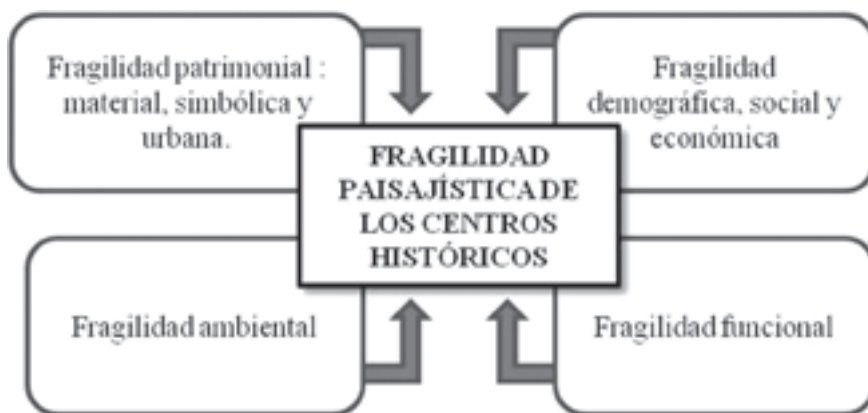 Fragilidad patrimonial :
material, simbólica y
urbana.
Fragilidad
demográfica, social y
económica
FRAGILIDAD
PAISAJÍSTICA DE
LOS CENTROS
HISTÓRICOS
Fragilidad ambiental
Fragilidad funcional